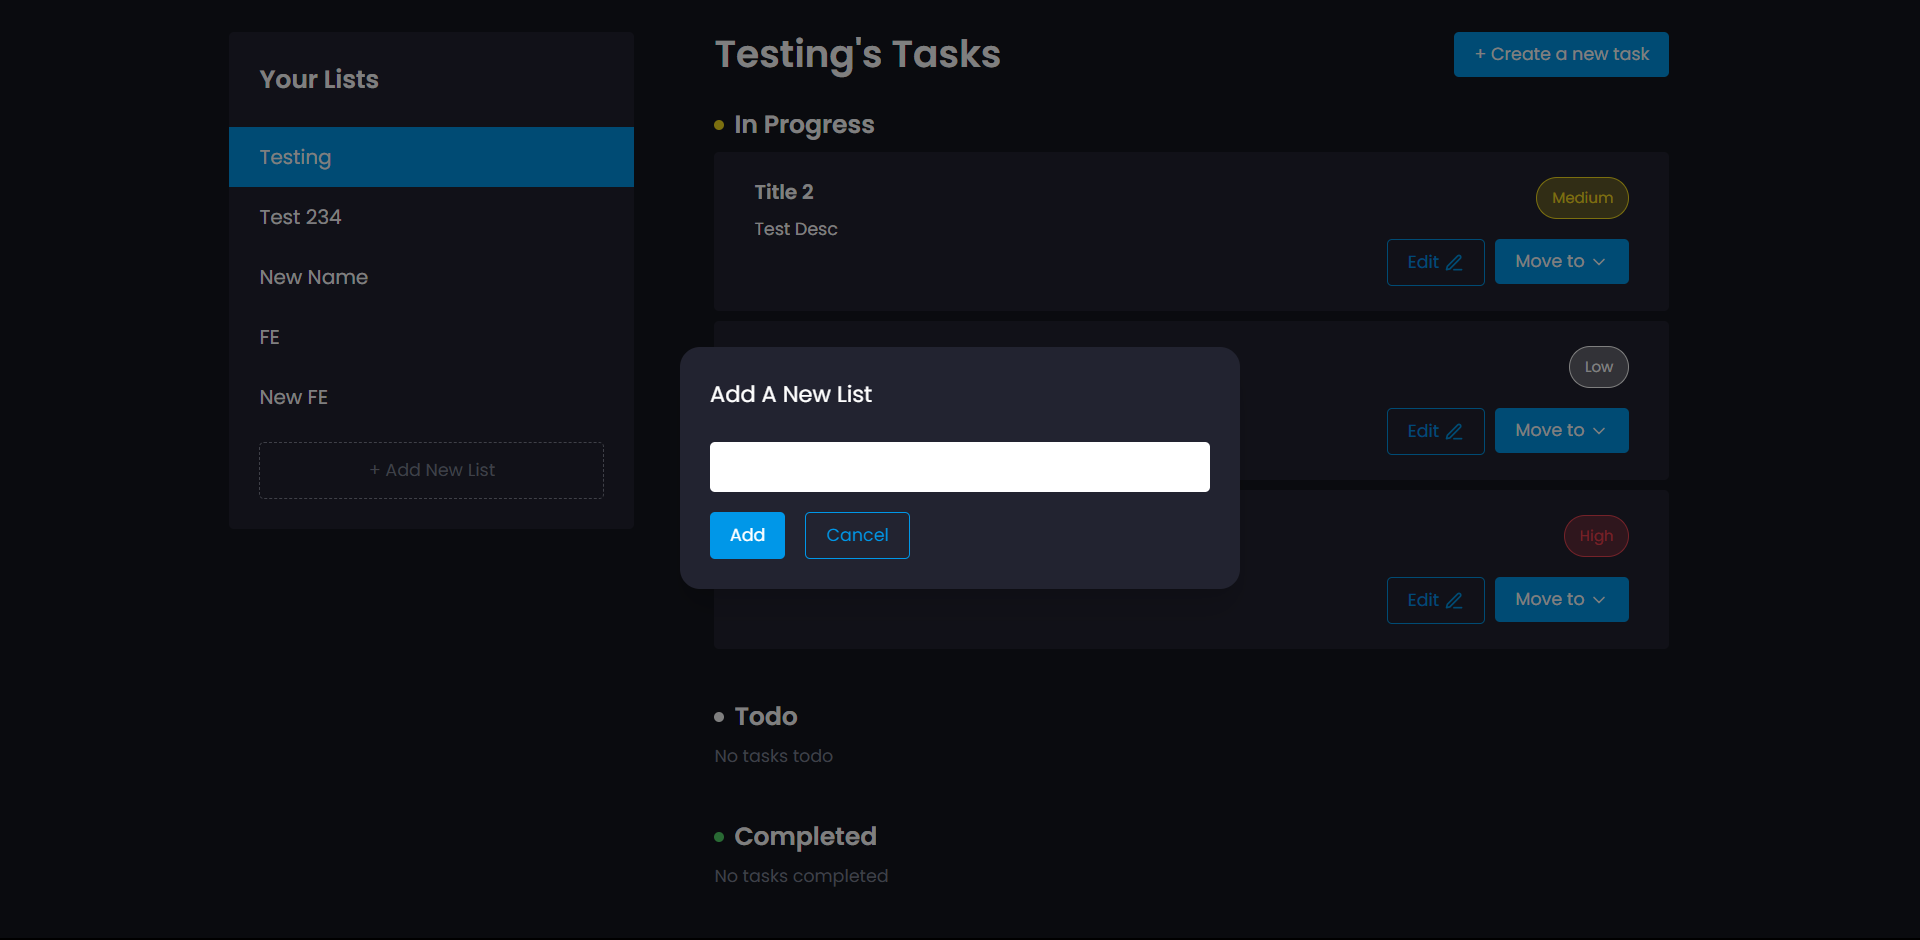 Your Lists
Testing
Test 234
New Name
FE
New FE
+ Add New List
Testing's Tasks
+ Create a new task
In Progress
Title 2
Test Desc
Medium
Edit
Move to
Low
Edit
Move to
High
Edit
Move to
Add A New List
Add
Cancel
Todo
No tasks todo
Completed
No tasks completed